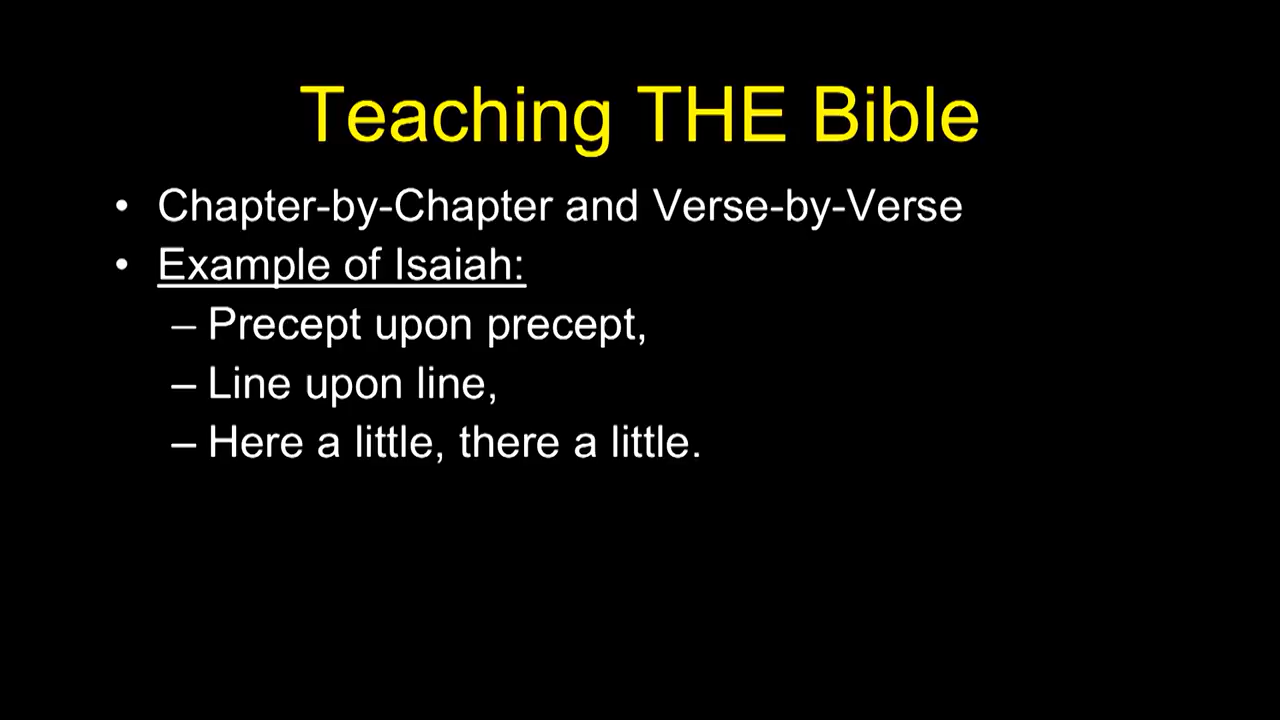 Teaching THE Bible
• Chapter-by-Chapter and Verse-by-Verse
• Example of Isaiah:
– Precept upon precept,
– Line upon line,
– Here a little, there a little.